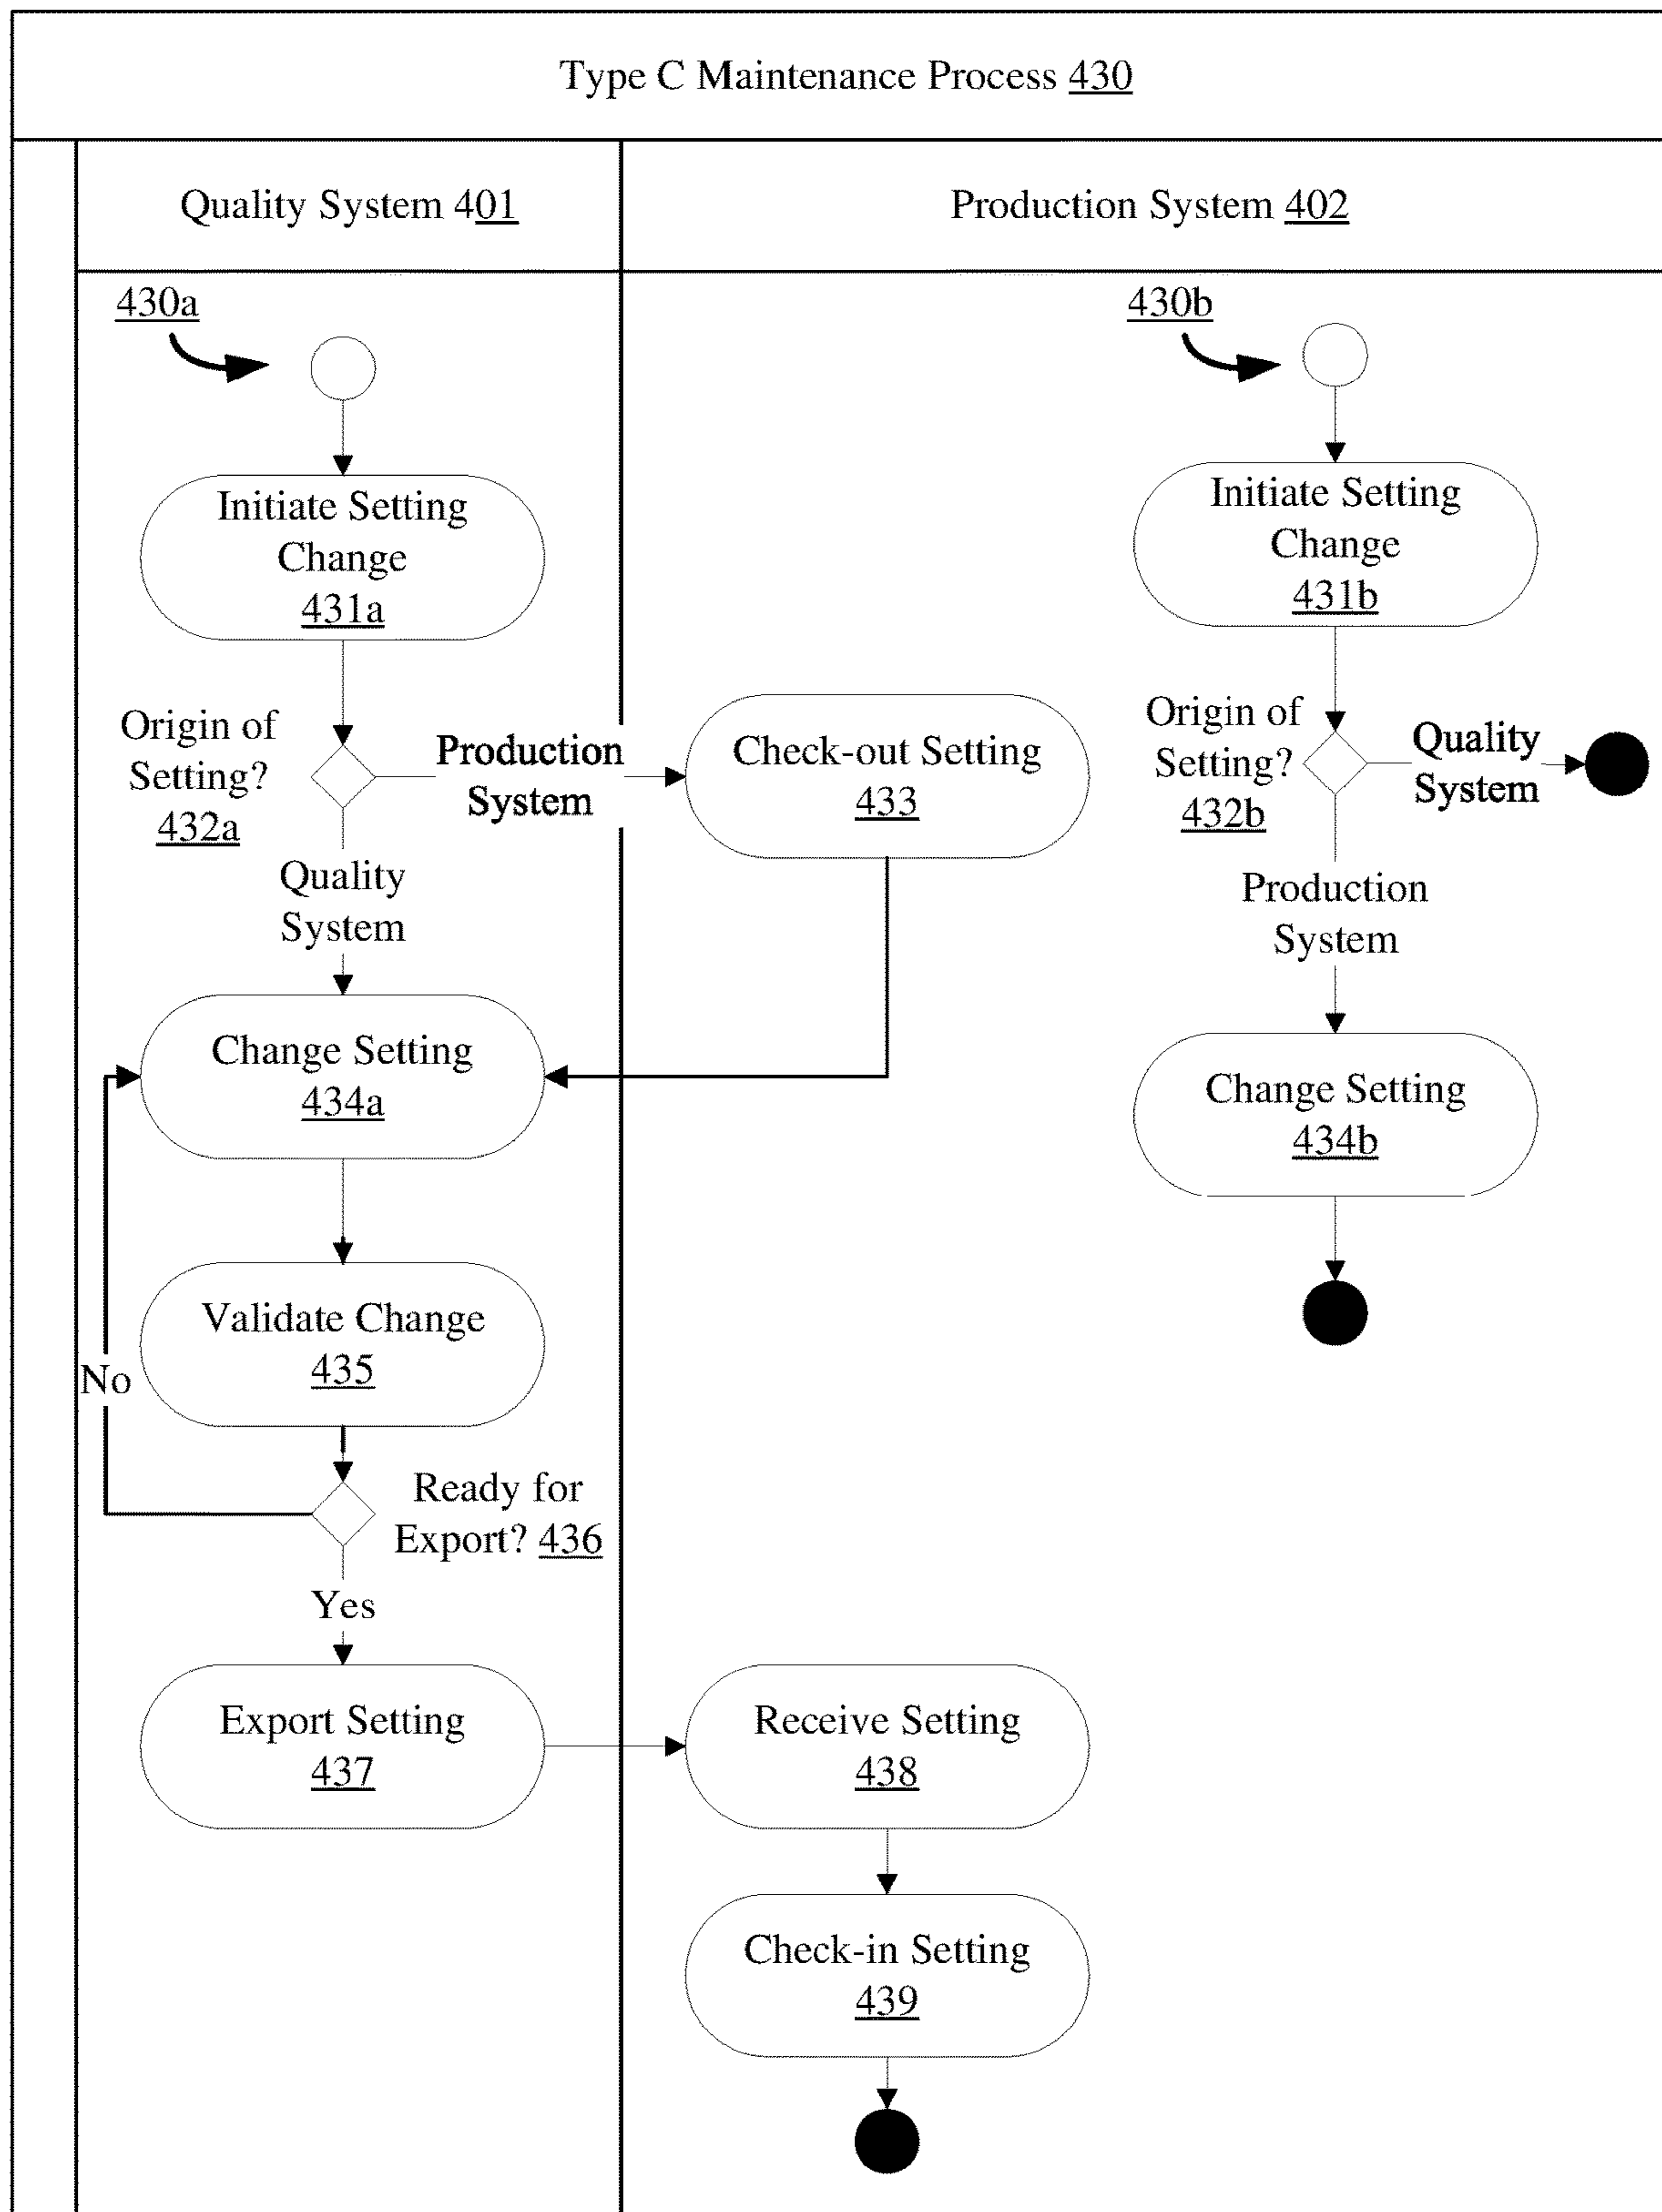 Type C Maintenance Process 430
Quality System 401
Production System 402
430a
430b
Initiate Setting
Change
431a
Initiate Setting
Change
431b
Origin of
Setting?
432a
Production
System
Quality
System
Check-out Setting
433
Origin of
Setting?
432b
Quality
System
Production
System
Change Setting
434a
Change Setting
434b
Validate Change
435
No
Ready for
Export? 436
Yes
Export Setting
437
Receive Setting
438
Check-in Setting
439